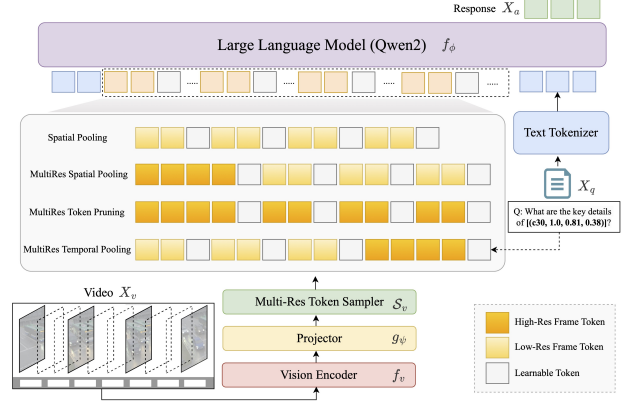 Response X_a
Large Language Model (Qwen2) f_ϕ
..... ..... ..... .....
Spatial Pooling
MultiRes Spatial Pooling
MultiRes Token Pruning
MultiRes Temporal Pooling
Text Tokenizer
X_q
Q: What are the key details
of [(c30, 1.0, 0.81, 0.38)]?
Video X_v
Multi-Res Token Sampler S_v
Projector g_ψ
Vision Encoder f_v
High-Res Frame Token
Low-Res Frame Token
Learnable Token